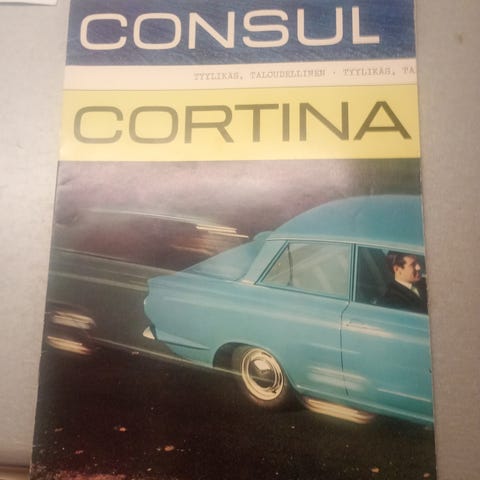 CONSUL
TYYLIKÄS, TALOUDELLINEN · TYYLIKÄS, TA
CORTINA